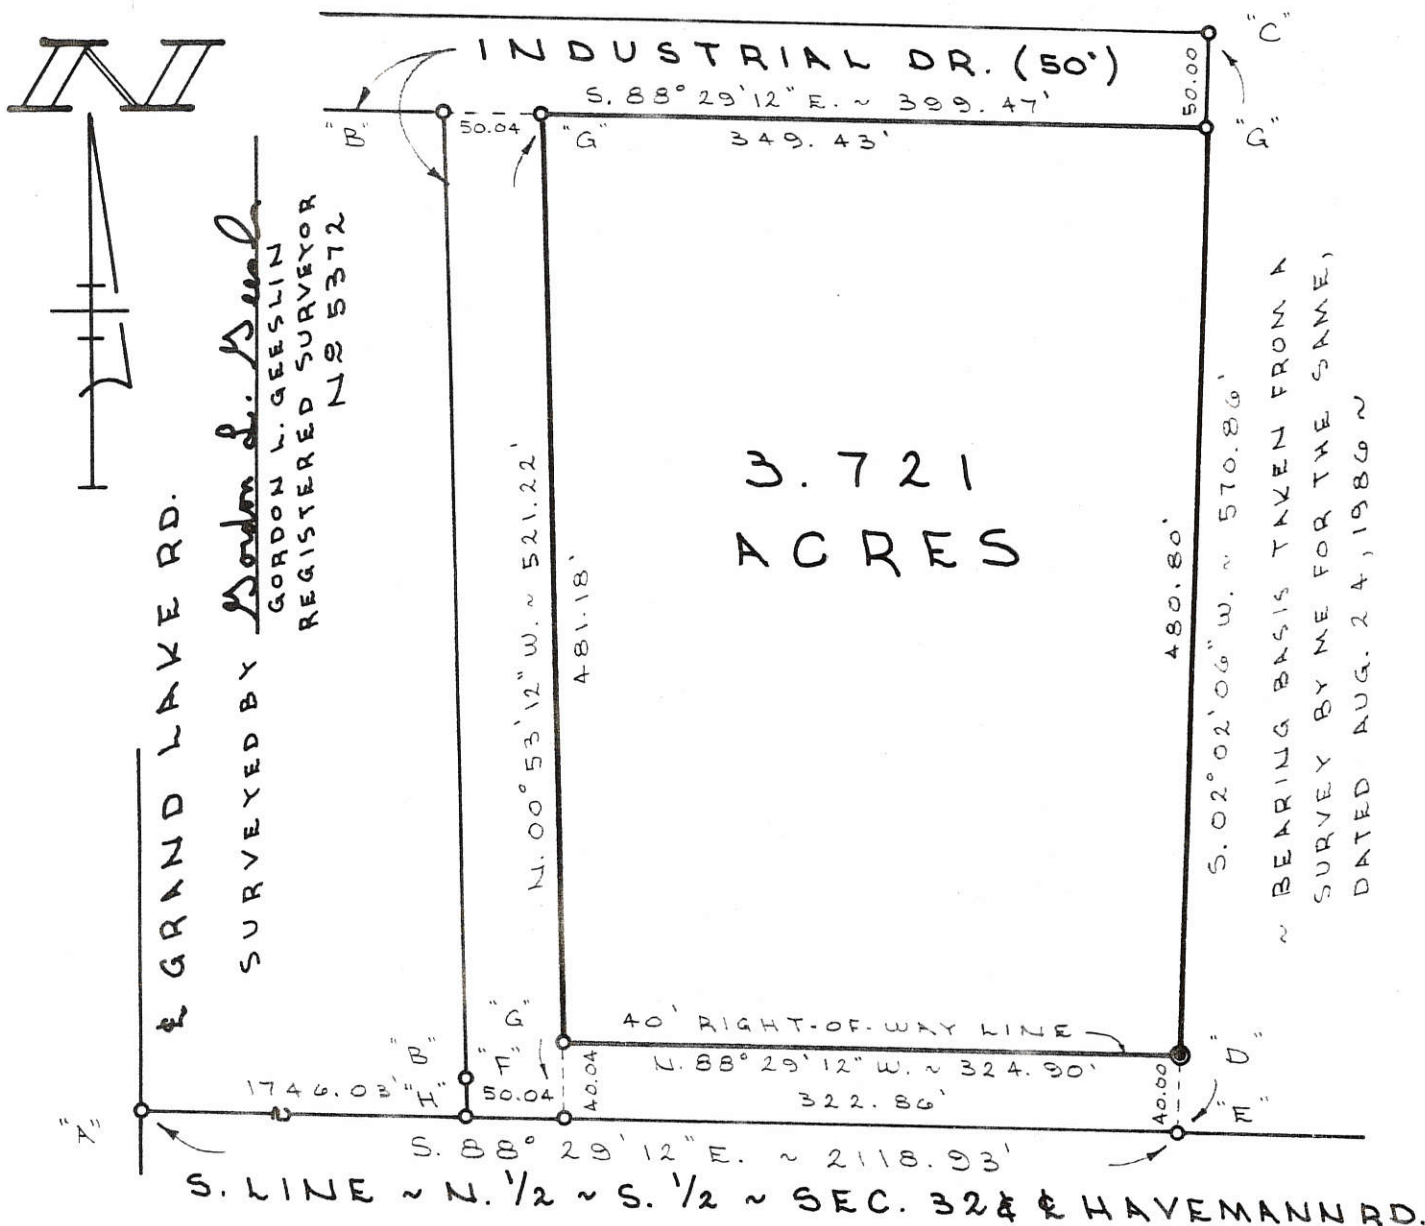 N
"C"
INDUSTRIAL DR. (50')
S. 88° 29' 12" E. ~ 399.47'
50.00
"B"
50.04
"G"
349.43'
"G"
GORDON L. GEESLIN
REGISTERED SURVEYOR
Nº 5372
SURVEYED BY Gordon L. Geeslin
℄ GRAND LAKE RD.
N. 00° 53' 12" W. ~ 521.22'
481.18'
3.721
ACRES
480.80'
S. 02° 02' 06" W. ~ 570.86'
~ BEARING BASIS TAKEN FROM A
SURVEY BY ME FOR THE SAME,
DATED AUG. 24, 1986 ~
"G"
40' RIGHT-OF-WAY LINE
"B"
"F"
N. 88° 29' 12" W. ~ 324.90'
"D"
1746.03'
"H"
50.04
40.04
322.86'
40.00
"E"
"A"
S. 88° 29' 12" E. ~ 2118.93'
S. LINE ~ N. 1/2 ~ S. 1/2 ~ SEC. 32 & ℄ HAVEMANN RD.